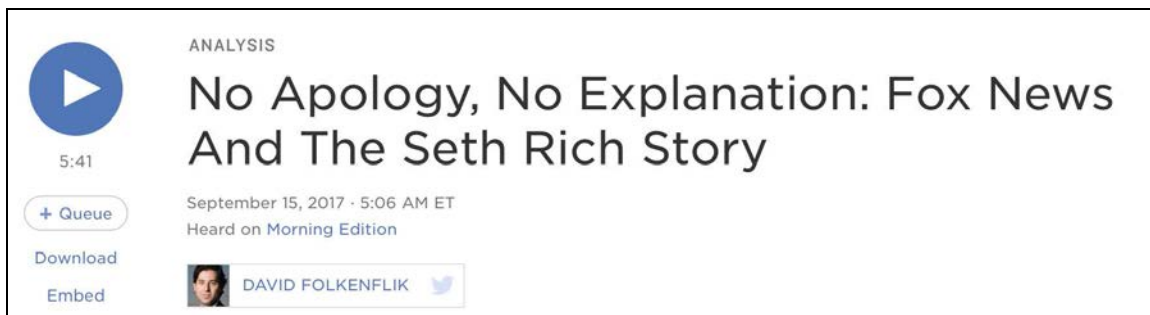 ANALYSIS
No Apology, No Explanation: Fox News
And The Seth Rich Story
5:41
September 15, 2017 · 5:06 AM ET
Heard on Morning Edition
+ Queue
Download
Embed
DAVID FOLKENFLIK